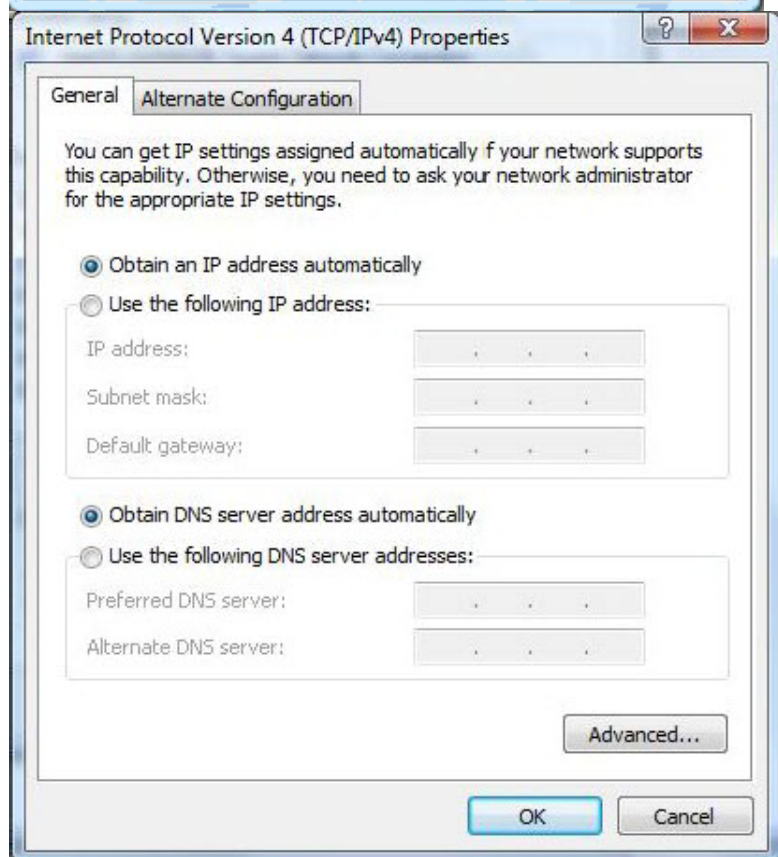 Internet Protocol Version 4 (TCP/IPv4) Properties
General
Alternate Configuration
You can get IP settings assigned automatically if your network supports
this capability. Otherwise, you need to ask your network administrator
for the appropriate IP settings.
Obtain an IP address automatically
Use the following IP address:
IP address:
Subnet mask:
Default gateway:
Obtain DNS server address automatically
Use the following DNS server addresses:
Preferred DNS server:
Alternate DNS server:
Advanced...
OK
Cancel